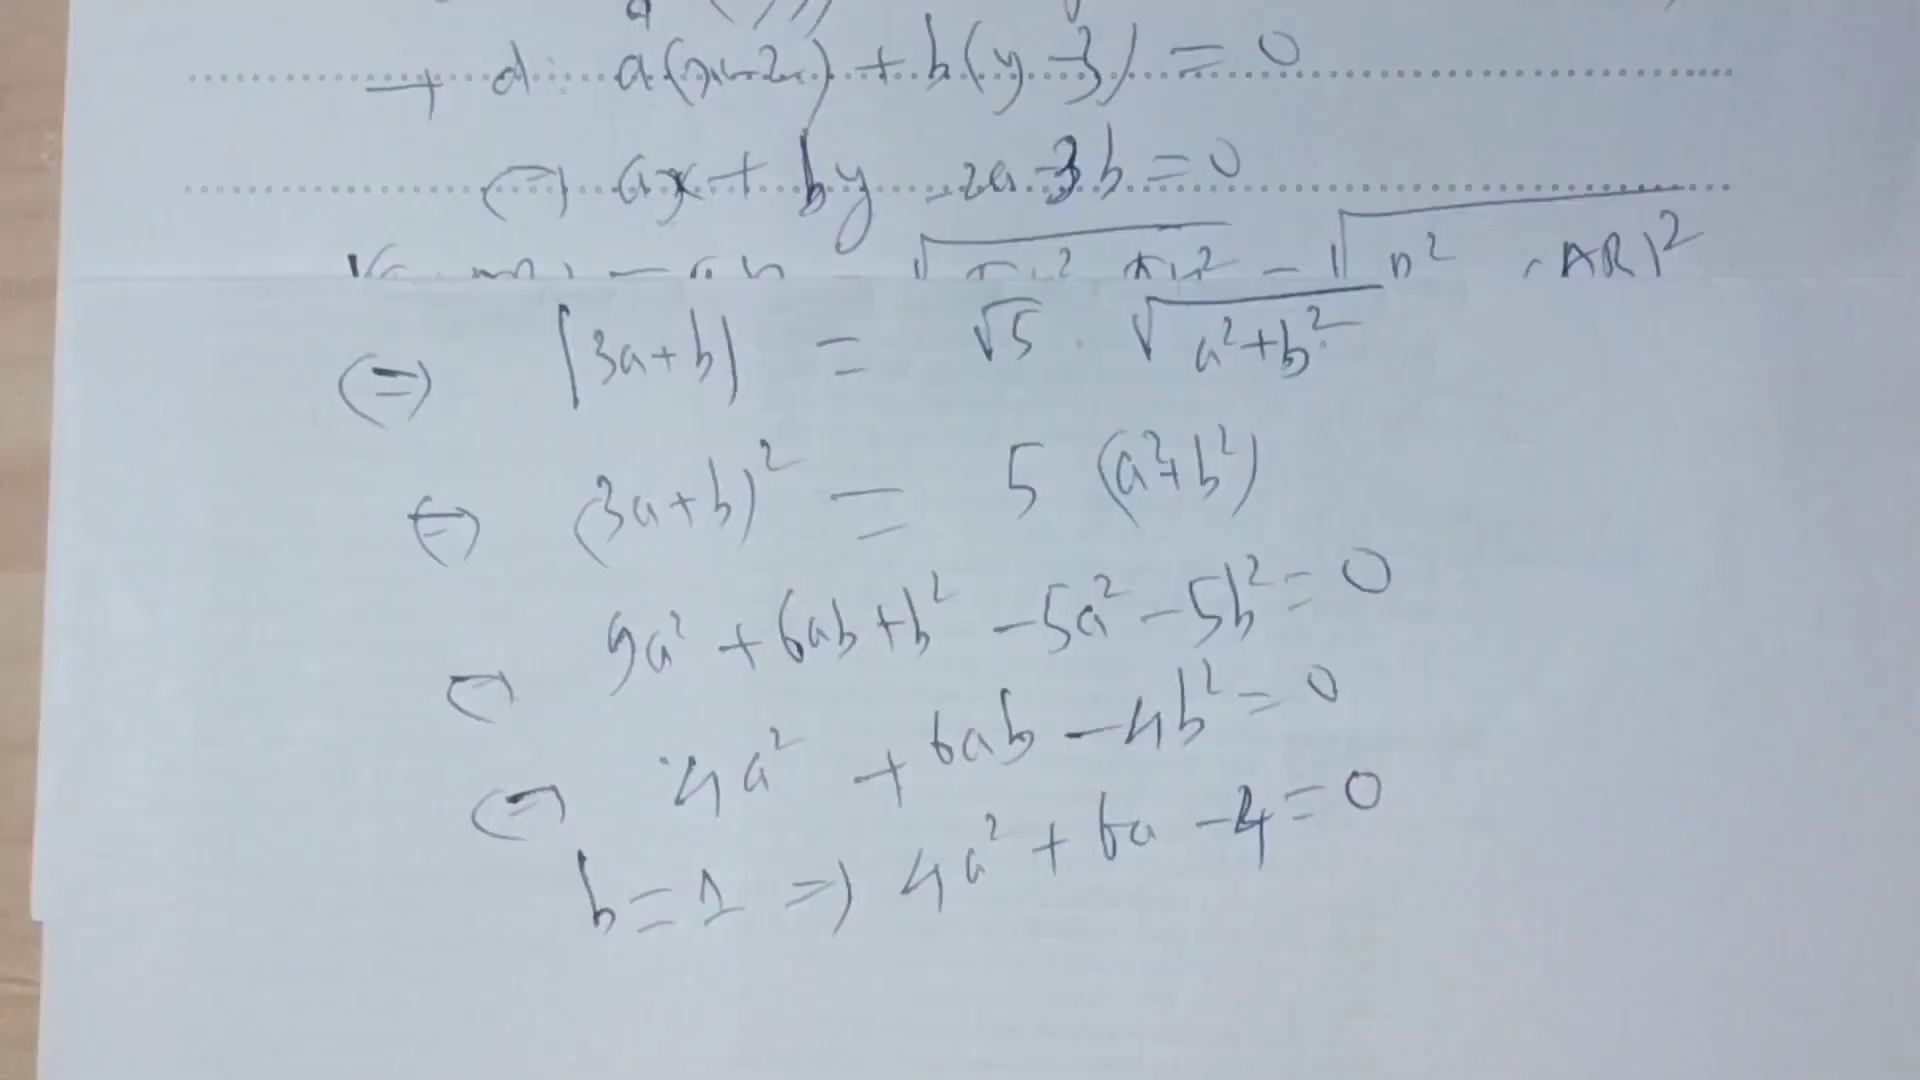 → d: a(x-2) + b(y-3) = 0
⇔ ax + by -2a-3b = 0
⇔ |3a+b| = √5 . √a²+b²
⇔ (3a+b)² = 5 (a²+b²)
⇔ 9a² + 6ab + b² - 5a² - 5b² = 0
⇔ 4a² + 6ab - 4b² = 0
b = 1 => 4a² + 6a - 4 = 0